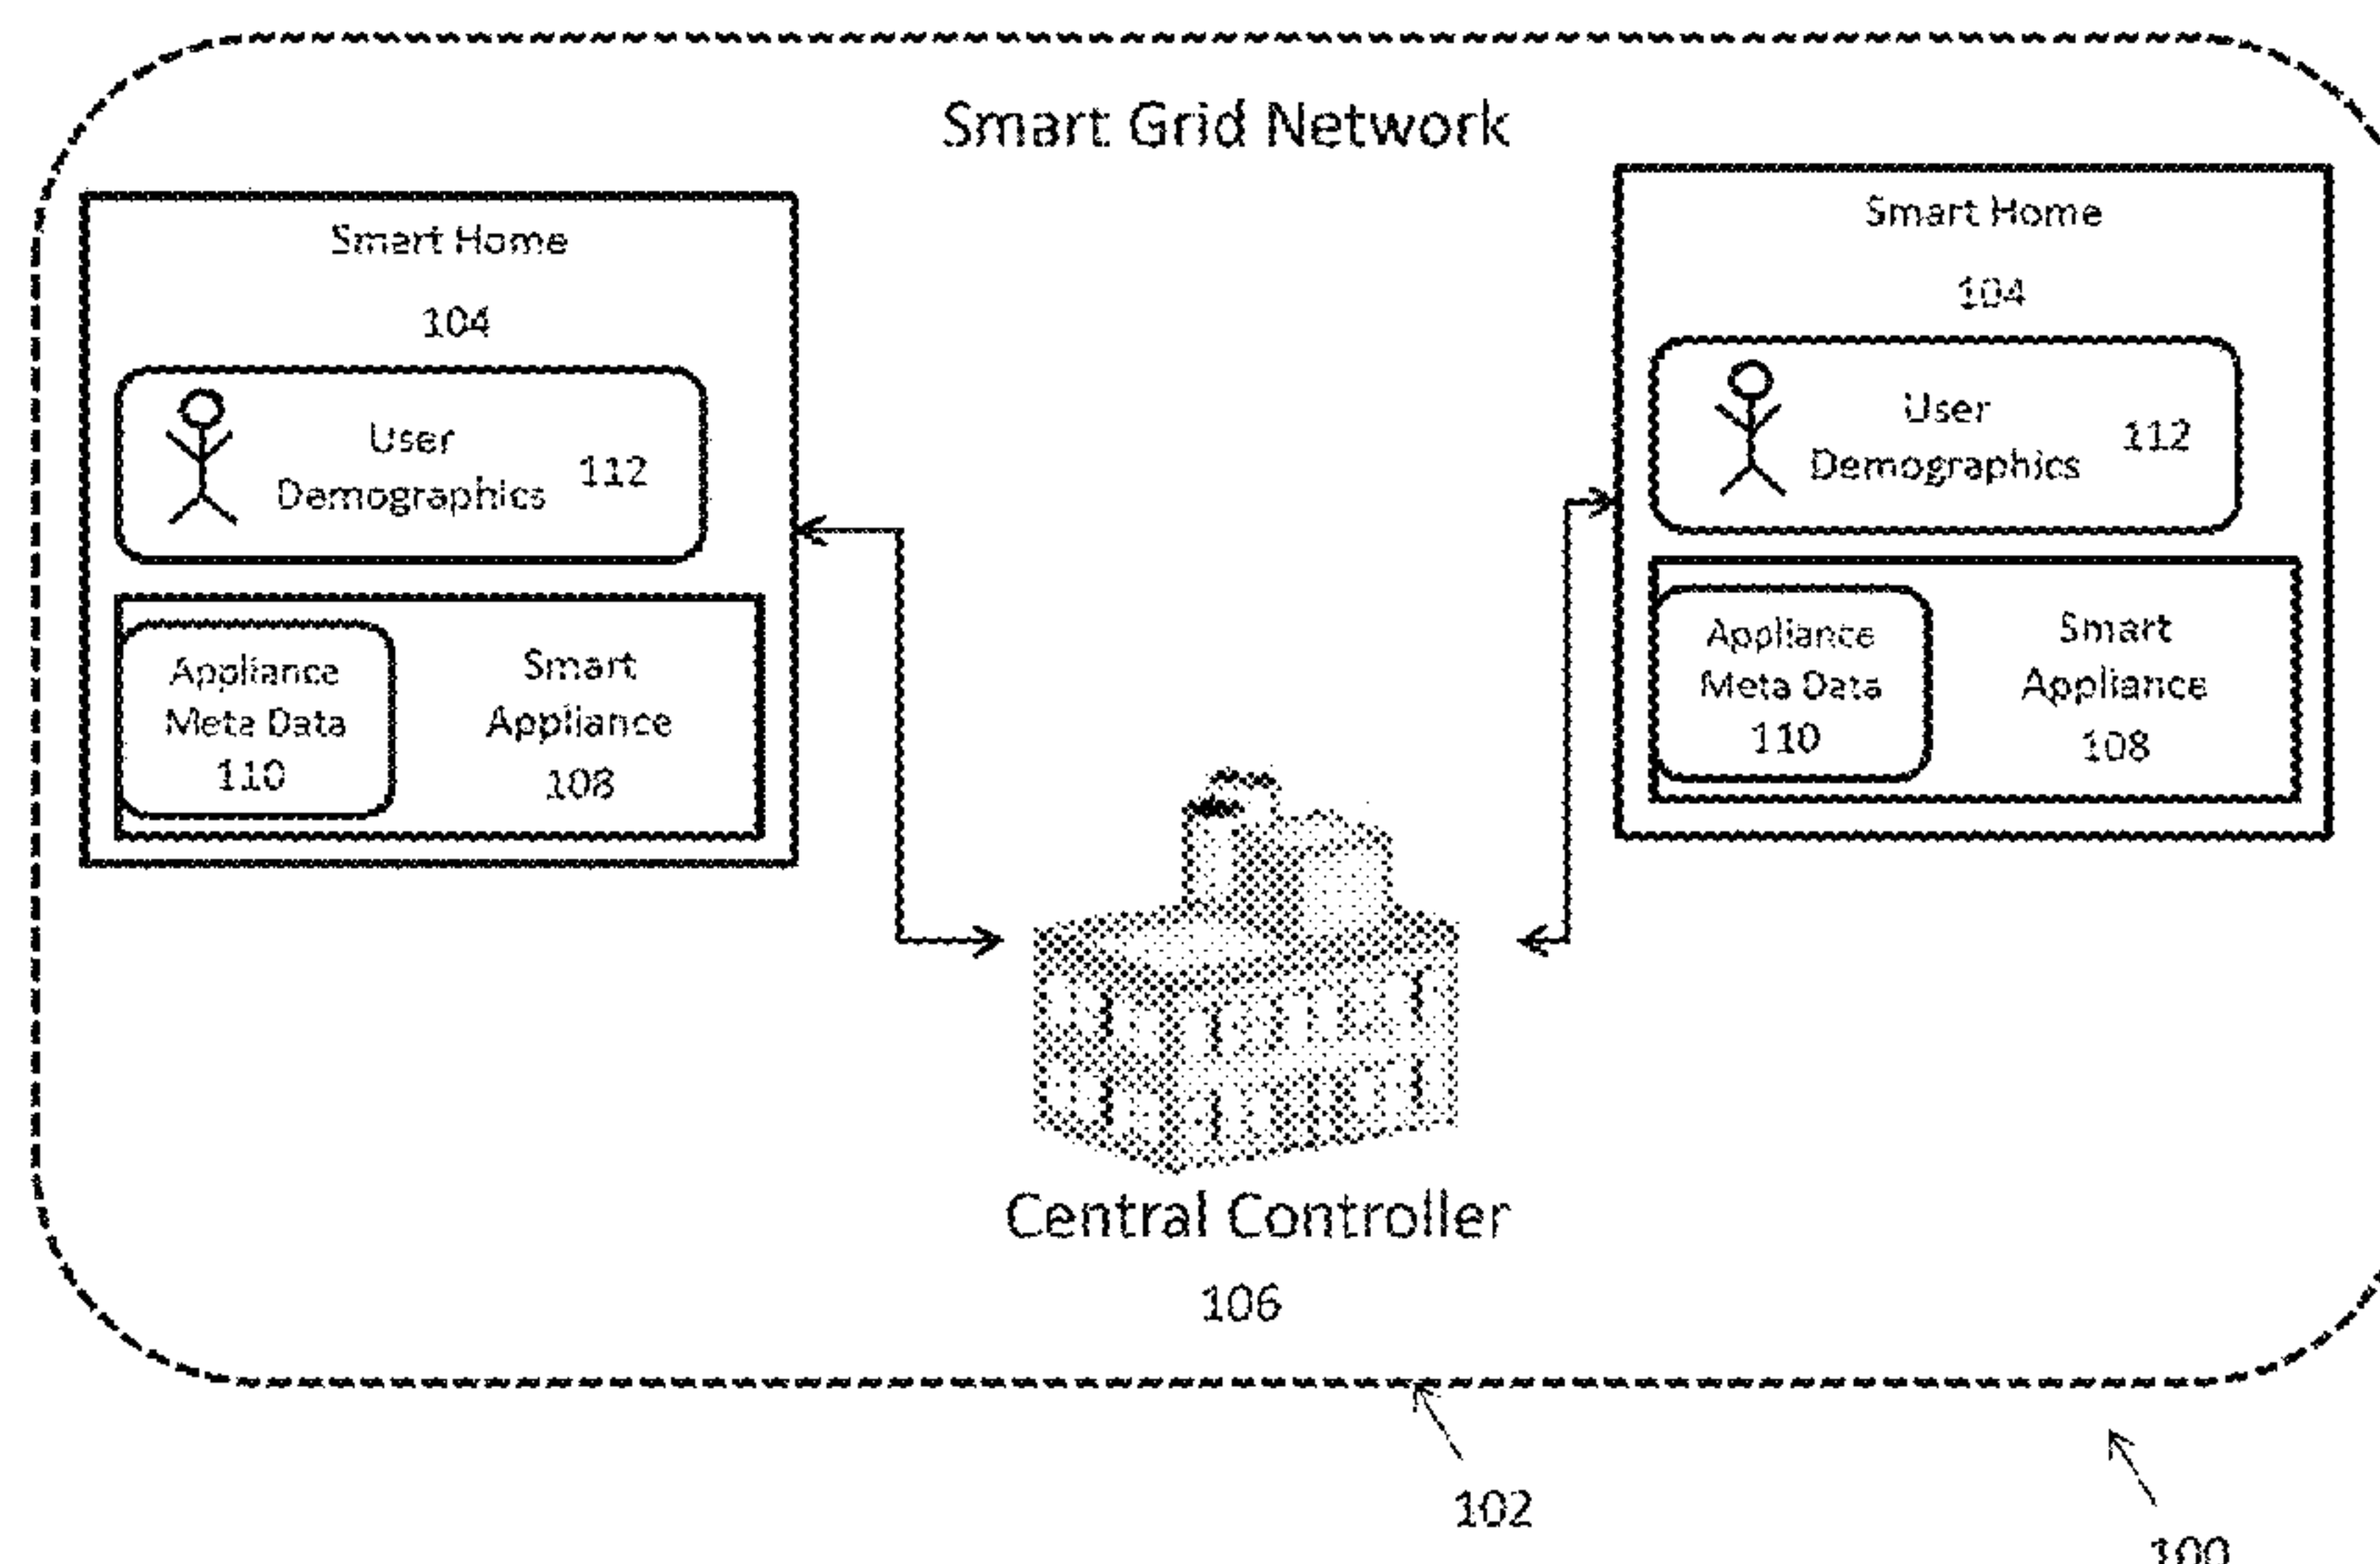 Smart Grid Network
Smart Home
104
User
Demographics
112
Appliance
Meta Data
110
Smart
Appliance
108
Smart Home
104
User
Demographics
112
Appliance
Meta Data
110
Smart
Appliance
108
Central Controller
106
102
100